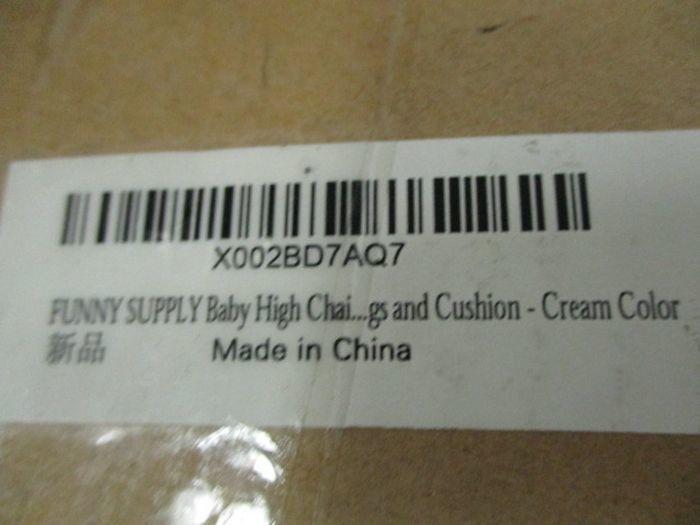 X002BD7AQ7
FUNNY SUPPLY Baby High Chai...gs and Cushion - Cream Color
新品
Made in China